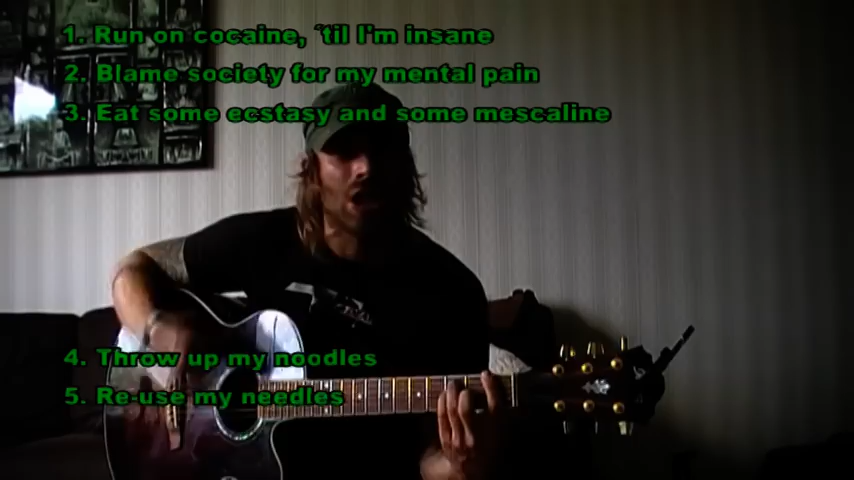 1. Run on cocaine, ´til I'm insane
2. Blame society for my mental pain
3. Eat some ecstasy and some mescaline
4. Throw up my noodles
5. Re-use my needles